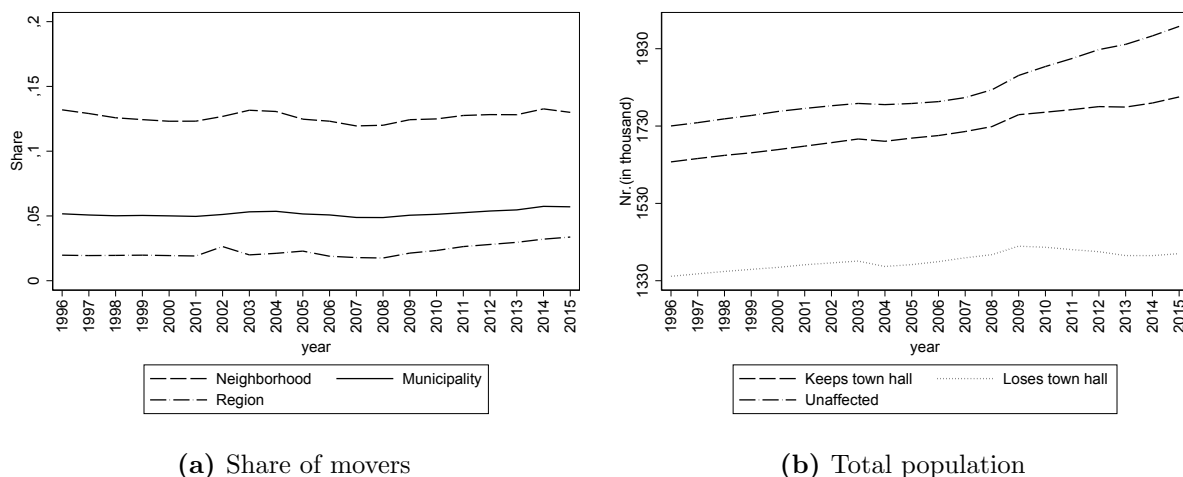 ,2
,15
,1
,05
0
Share
1996 1997 1998 1999 2000 2001 2002 2003 2004 2005 2006 2007 2008 2009 2010 2011 2012 2013 2014 2015
year
Neighborhood Municipality
Region
(a) Share of movers
1930
1730
1530
1330
Nr. (in thousand)
1996 1997 1998 1999 2000 2001 2002 2003 2004 2005 2006 2007 2008 2009 2010 2011 2012 2013 2014 2015
year
Keeps town hall Loses town hall
Unaffected
(b) Total population